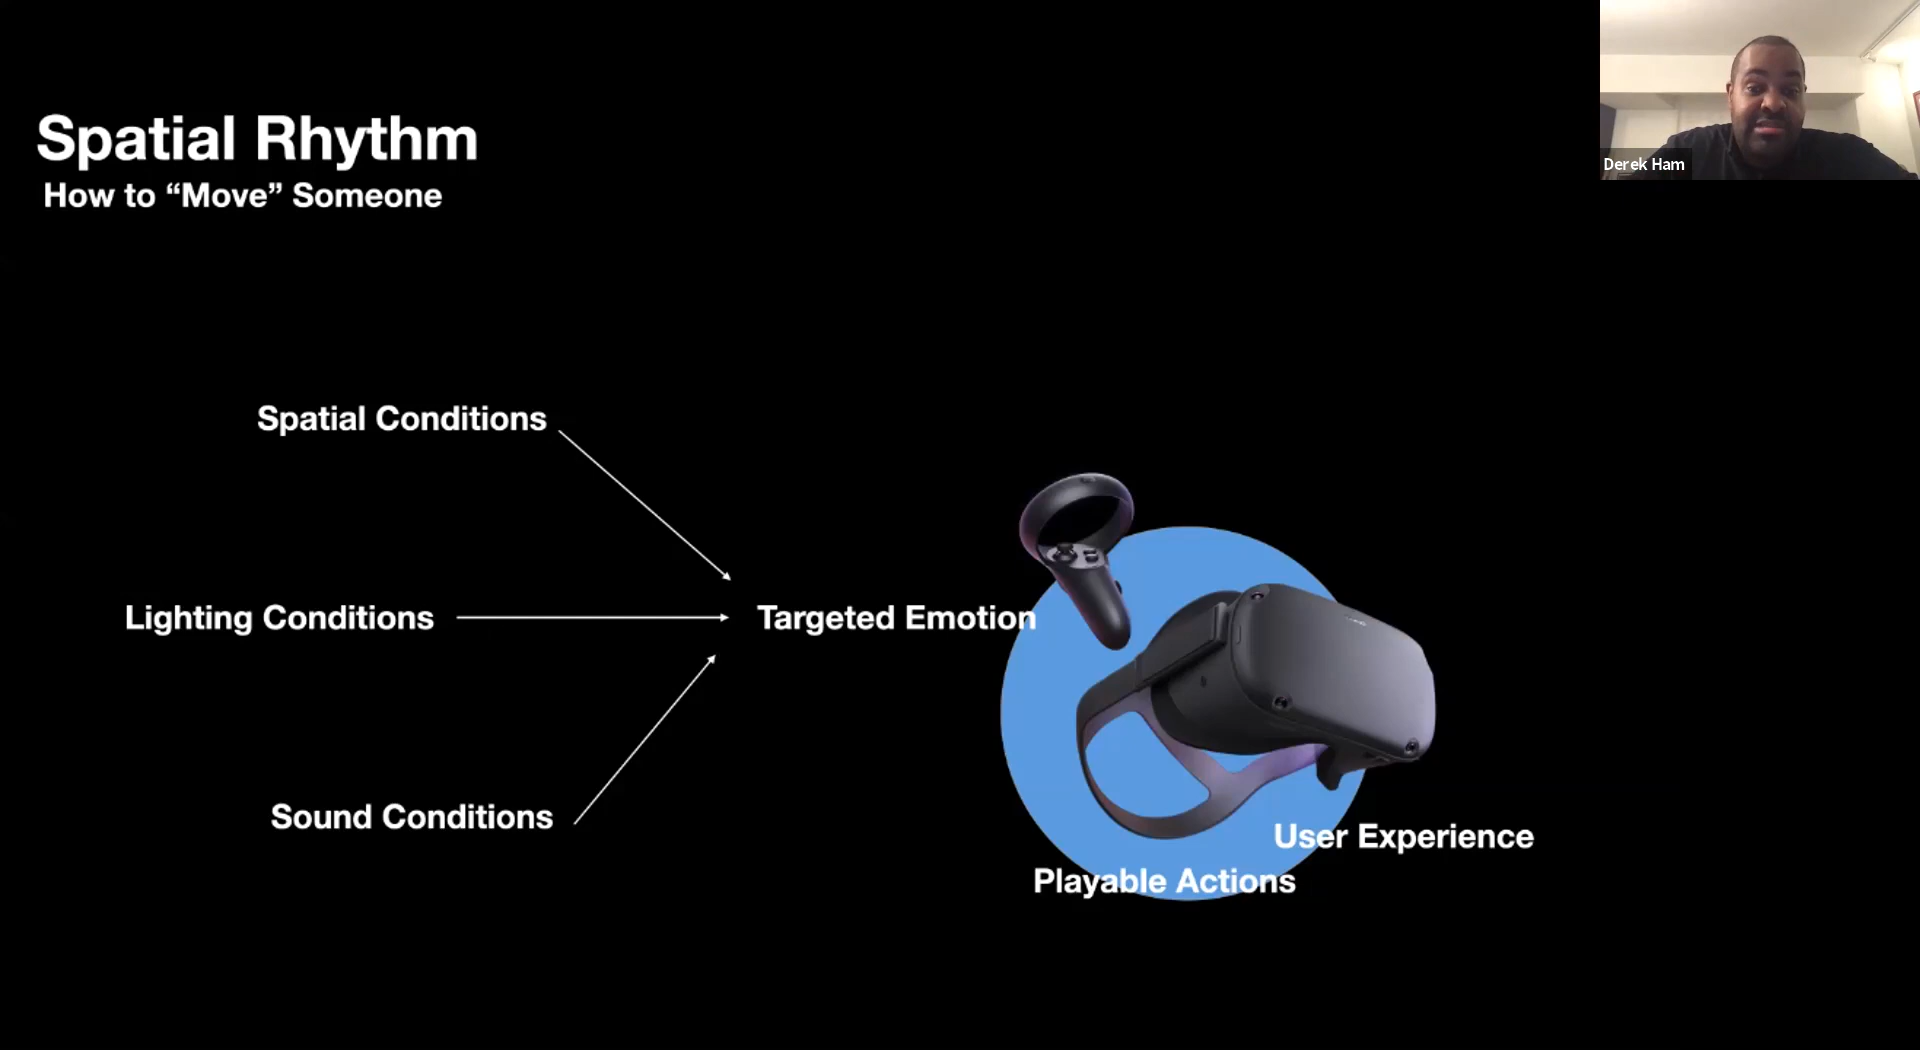 Spatial Rhythm
How to “Move” Someone
Derek Ham
Spatial Conditions
Lighting Conditions
Targeted Emotion
Sound Conditions
User Experience
Playable Actions